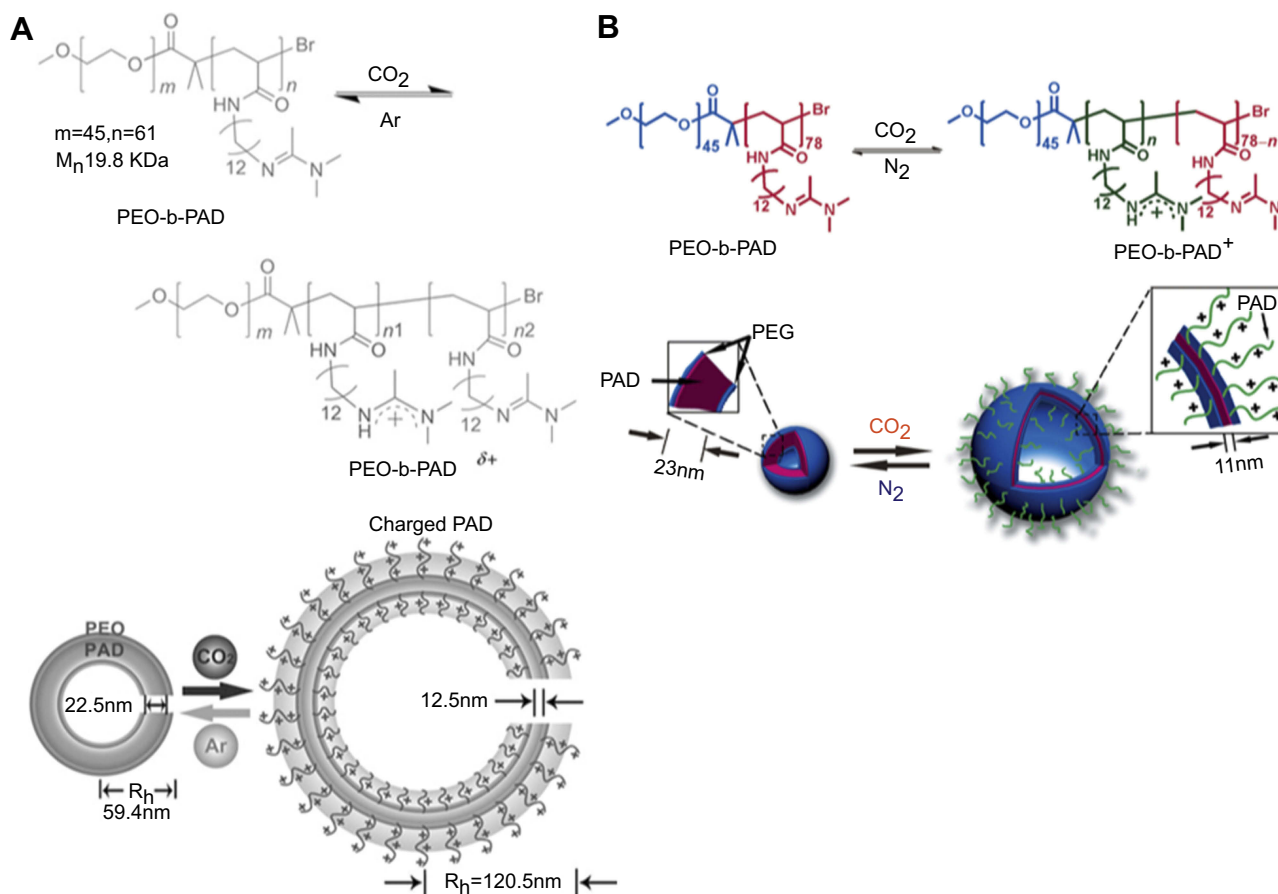 A
O
O
O
Br
m
n
HN
O
12
N
N
CO2
Ar
m=45,n=61
Mn19.8 KDa
PEO-b-PAD
O
O
O
Br
m
n1
n2
HN
O
HN
O
12
N
H
+
N
12
N
N
PEO-b-PAD δ+
Charged PAD
PEO
PAD
CO2
22.5nm
Ar
Rh
59.4nm
12.5nm
Rh=120.5nm
B
O
O
O
Br
45
78
HN
O
12
N
N
CO2
N2
PEO-b-PAD
O
O
O
Br
45
n
78-n
HN
O
HN
O
12
N
H
+
N
12
N
N
PEO-b-PAD+
PEG
PAD
23nm
CO2
N2
PAD
11nm